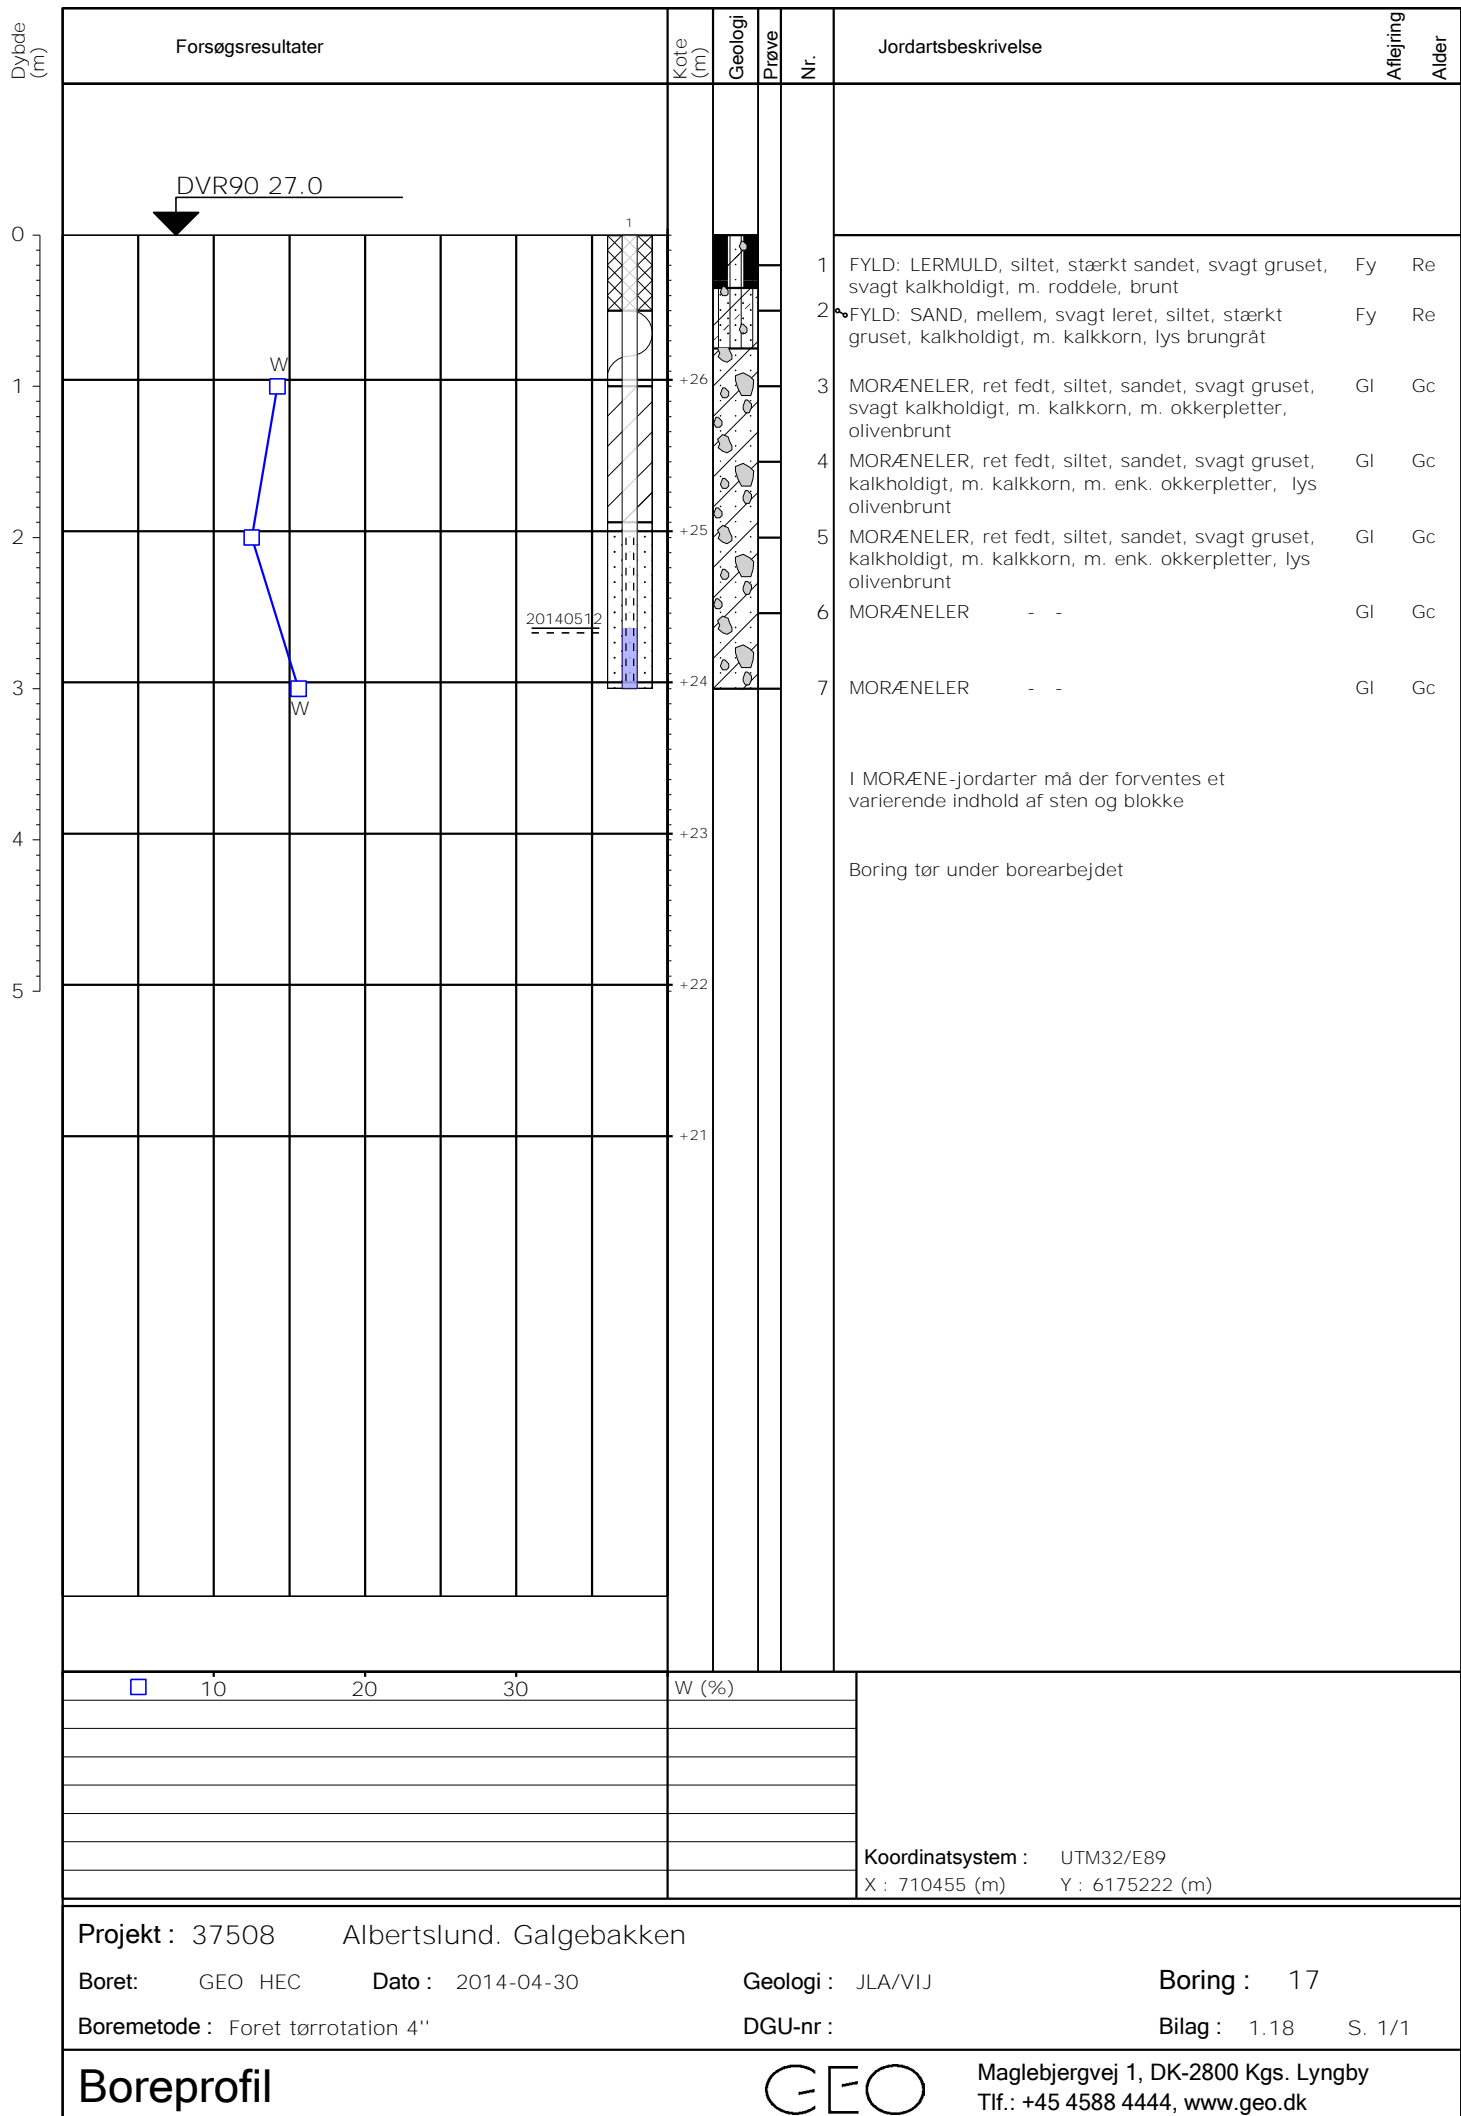 Dybde (m)
Forsøgsresultater
Kote (m)
Geologi
Prøve
Nr.
Jordartsbeskrivelse
Aflejring
Alder
DVR90 27.0
1
0
1
2
3
4
5
W
W
20140512
+26
+25
+24
+23
+22
+21
1 FYLD: LERMULD, siltet, stærkt sandet, svagt gruset, Fy Re
svagt kalkholdigt, m. roddele, brunt
2 FYLD: SAND, mellem, svagt leret, siltet, stærkt Fy Re
gruset, kalkholdigt, m. kalkkorn, lys brungråt
3 MORÆNELER, ret fedt, siltet, sandet, svagt gruset, Gl Gc
svagt kalkholdigt, m. kalkkorn, m. okkerpletter,
olivenbrunt
4 MORÆNELER, ret fedt, siltet, sandet, svagt gruset, Gl Gc
kalkholdigt, m. kalkkorn, m. enk. okkerpletter, lys
olivenbrunt
5 MORÆNELER, ret fedt, siltet, sandet, svagt gruset, Gl Gc
kalkholdigt, m. kalkkorn, m. enk. okkerpletter, lys
olivenbrunt
6 MORÆNELER - - Gl Gc
7 MORÆNELER - - Gl Gc
I MORÆNE-jordarter må der forventes et
varierende indhold af sten og blokke
Boring tør under borearbejdet
10 20 30 W (%)
Koordinatsystem : UTM32/E89
X : 710455 (m) Y : 6175222 (m)
Projekt : 37508 Albertslund. Galgebakken
Boret: GEO HEC Dato : 2014-04-30 Geologi : JLA/VIJ Boring : 17
Boremetode : Foret tørrotation 4'' DGU-nr : Bilag : 1.18 S. 1/1
Boreprofil
GEO
Maglebjergvej 1, DK-2800 Kgs. Lyngby
Tlf.: +45 4588 4444, www.geo.dk